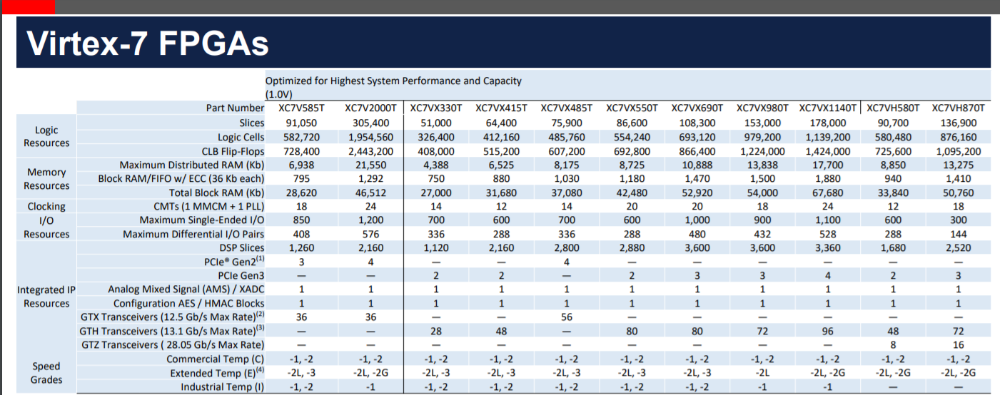 Virtex-7 FPGAs
Optimized for Highest System Performance and Capacity
(1.0V)
Part Number XC7V585T XC7V2000T XC7VX330T XC7VX415T XC7VX485T XC7VX550T XC7VX690T XC7VX980T XC7VX1140T XC7VH580T XC7VH870T
Logic Resources
Slices 91,050 305,400 51,000 64,400 75,900 86,600 108,300 153,000 178,000 90,700 136,900
Logic Cells 582,720 1,954,560 326,400 412,160 485,760 554,240 693,120 979,200 1,139,200 580,480 876,160
CLB Flip-Flops 728,400 2,443,200 408,000 515,200 607,200 692,800 866,400 1,224,000 1,424,000 725,600 1,095,200
Memory Resources
Maximum Distributed RAM (Kb) 6,938 21,550 4,388 6,525 8,175 8,725 10,888 13,838 17,700 8,850 13,275
Block RAM/FIFO w/ ECC (36 Kb each) 795 1,292 750 880 1,030 1,180 1,470 1,500 1,880 940 1,410
Total Block RAM (Kb) 28,620 46,512 27,000 31,680 37,080 42,480 52,920 54,000 67,680 33,840 50,760
Clocking CMTs (1 MMCM + 1 PLL) 18 24 14 12 14 20 20 18 24 12 18
I/O Resources
Maximum Single-Ended I/O 850 1,200 700 600 700 600 1,000 900 1,100 600 300
Maximum Differential I/O Pairs 408 576 336 288 336 288 480 432 528 288 144
Integrated IP Resources
DSP Slices 1,260 2,160 1,120 2,160 2,800 2,880 3,600 3,600 3,360 1,680 2,520
PCIe® Gen2(1) 3 4 — — 4 — — — — — —
PCIe Gen3 — — 2 2 — 2 3 3 4 2 3
Analog Mixed Signal (AMS) / XADC 1 1 1 1 1 1 1 1 1 1 1
Configuration AES / HMAC Blocks 1 1 1 1 1 1 1 1 1 1 1
GTX Transceivers (12.5 Gb/s Max Rate)(2) 36 36 — — 56 — — — — — —
GTH Transceivers (13.1 Gb/s Max Rate)(3) — — 28 48 — 80 80 72 96 48 72
GTZ Transceivers ( 28.05 Gb/s Max Rate) — — — — — — — — — 8 16
Speed Grades
Commercial Temp (C) -1, -2 -1, -2 -1, -2 -1, -2 -1, -2 -1, -2 -1, -2 -1, -2 -1, -2 -1, -2 -1, -2
Extended Temp (E)(4) -2L, -3 -2L, -2G -2L, -3 -2L, -3 -2L, -3 -2L, -3 -2L, -3 -2L -2L, -2G -2L, -2G -2L, -2G
Industrial Temp (I) -1, -2 -1 -1, -2 -1, -2 -1, -2 -1, -2 -1, -2 -1 -1 — —